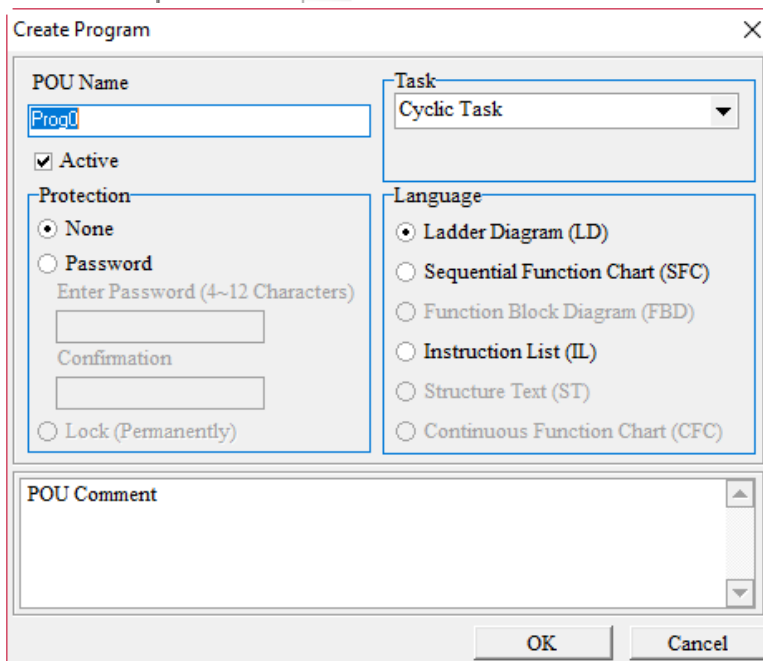 Create Program
POU Name
Prog0
Active
Task
Cyclic Task
Protection
None
Password
Enter Password (4~12 Characters)
Confirmation
Lock (Permanently)
Language
Ladder Diagram (LD)
Sequential Function Chart (SFC)
Function Block Diagram (FBD)
Instruction List (IL)
Structure Text (ST)
Continuous Function Chart (CFC)
POU Comment
OK
Cancel